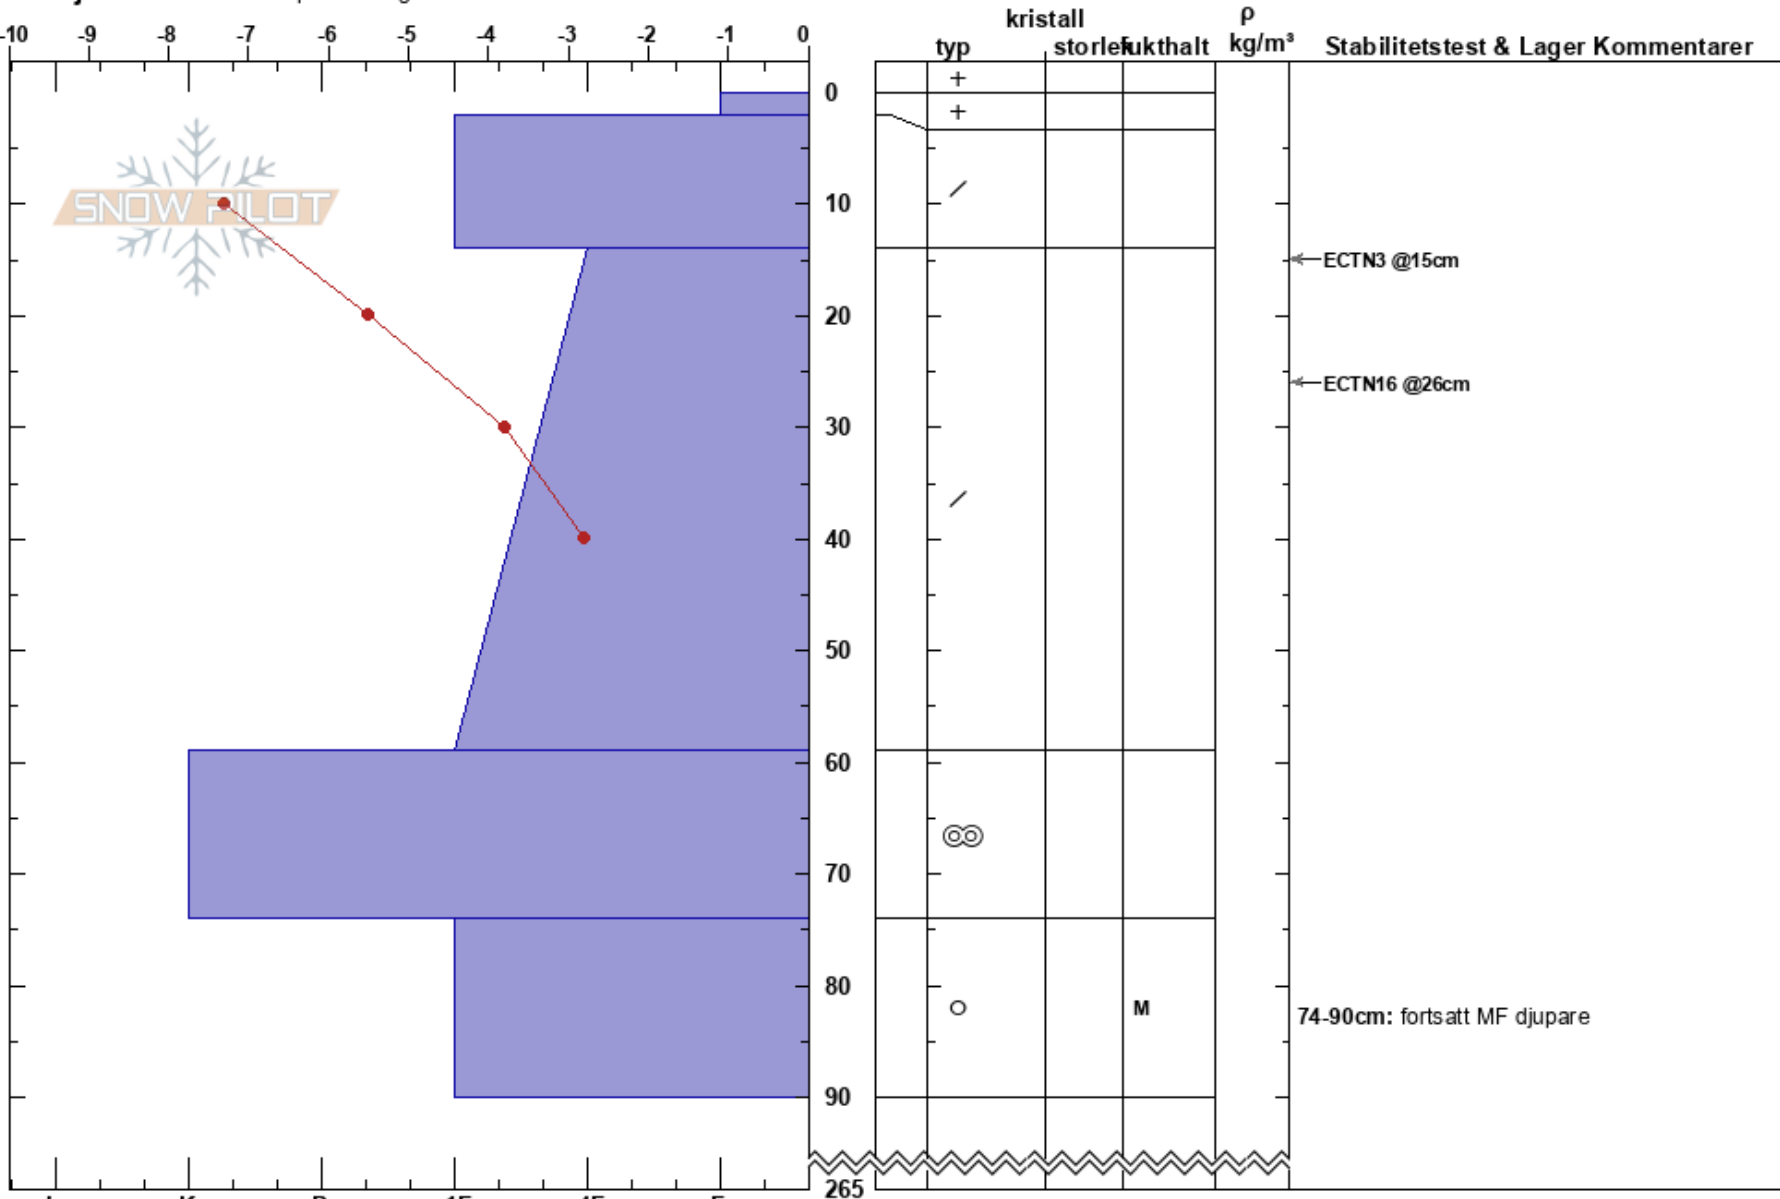 -10 -9 -8 -7 -6 -5 -4 -3 -2 -1 0
kristall
ρ
typ storlek fukthalt kg/m³ Stabilitetstest & Lager Kommentarer
+
0
+
SNOW PILOT
10
ECTN3 @15cm
20
ECTN16 @26cm
30
40
50
60
70
80
M
74-90cm: fortsatt MF djupare
90
265